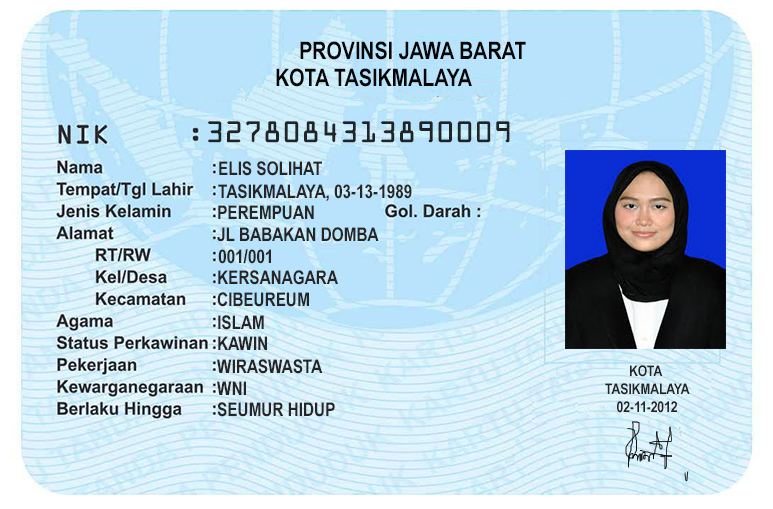 PROVINSI JAWA BARAT
KOTA TASIKMALAYA
NIK :3278084313890009
Nama :ELIS SOLIHAT
Tempat/Tgl Lahir :TASIKMALAYA, 03-13-1989
Jenis Kelamin :PEREMPUAN Gol. Darah :
Alamat :JL BABAKAN DOMBA
RT/RW :001/001
Kel/Desa :KERSANAGARA
Kecamatan :CIBEUREUM
Agama :ISLAM
Status Perkawinan :KAWIN
Pekerjaan :WIRASWASTA
Kewarganegaraan :WNI
Berlaku Hingga :SEUMUR HIDUP
KOTA
TASIKMALAYA
02-11-2012